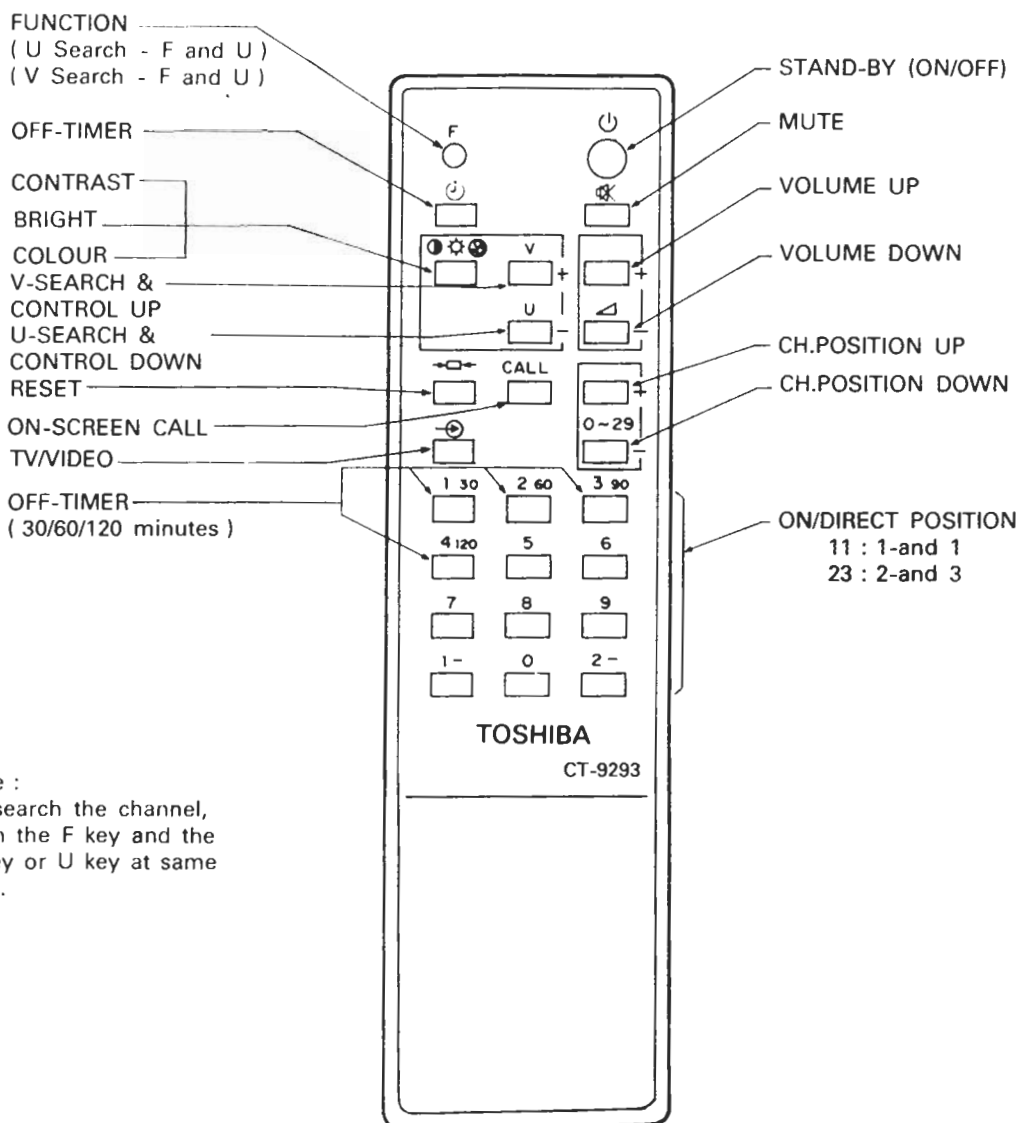 FUNCTION
( U Search - F and U )
( V Search - F and U )
OFF-TIMER
CONTRAST
BRIGHT
COLOUR
V-SEARCH &
CONTROL UP
U-SEARCH &
CONTROL DOWN
RESET
ON-SCREEN CALL
TV/VIDEO
OFF-TIMER
( 30/60/120 minutes )
F
V
+
+
U
-
-
CALL
+
0~29
-
1 30 2 60 3 90
4 120 5 6
7 8 9
1- 0 2-
TOSHIBA
CT-9293
STAND-BY (ON/OFF)
MUTE
VOLUME UP
VOLUME DOWN
CH.POSITION UP
CH.POSITION DOWN
ON/DIRECT POSITION
11 : 1-and 1
23 : 2-and 3
:
search the channel,
the F key and the
or U key at same
.